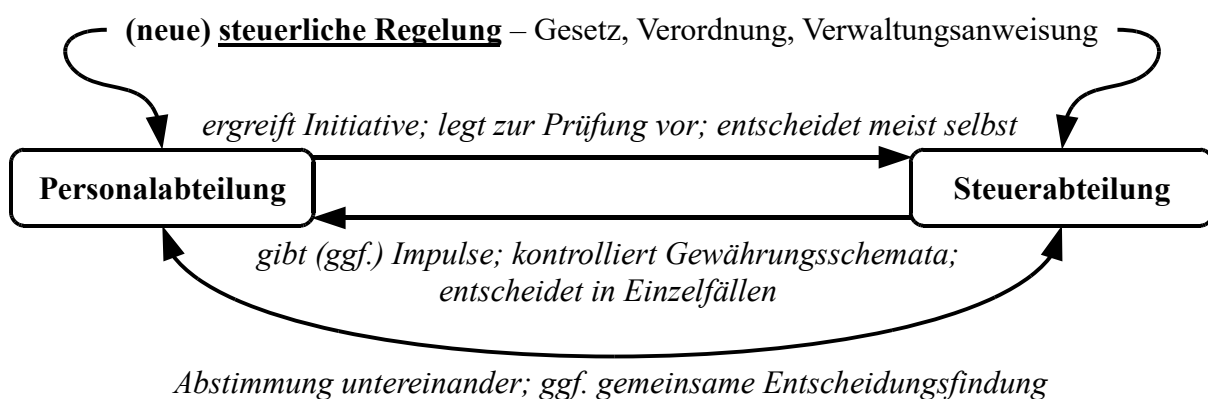 (neue) steuerliche Regelung – Gesetz, Verordnung, Verwaltungsanweisung
ergreift Initiative; legt zur Prüfung vor; entscheidet meist selbst
Personalabteilung
Steuerabteilung
gibt (ggf.) Impulse; kontrolliert Gewährungsschemata;
entscheidet in Einzelfällen
Abstimmung untereinander; ggf. gemeinsame Entscheidungsfindung